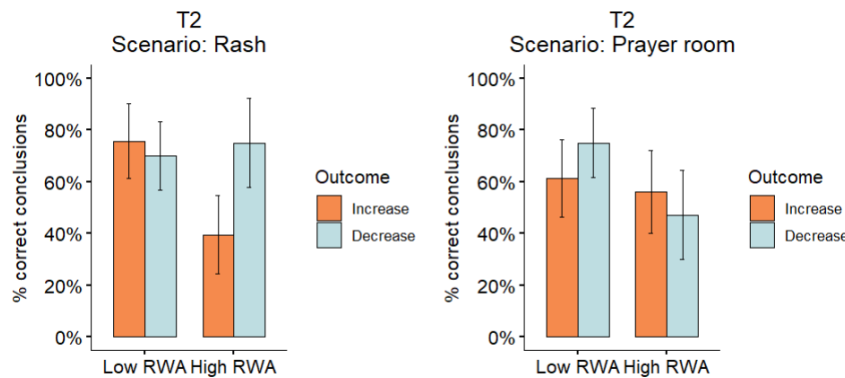 T2
Scenario: Rash
100%
80%
60%
40%
20%
0%
% correct conclusions
Low RWA High RWA
Outcome
Increase
Decrease
T2
Scenario: Prayer room
100%
80%
60%
40%
20%
0%
% correct conclusions
Low RWA High RWA
Outcome
Increase
Decrease